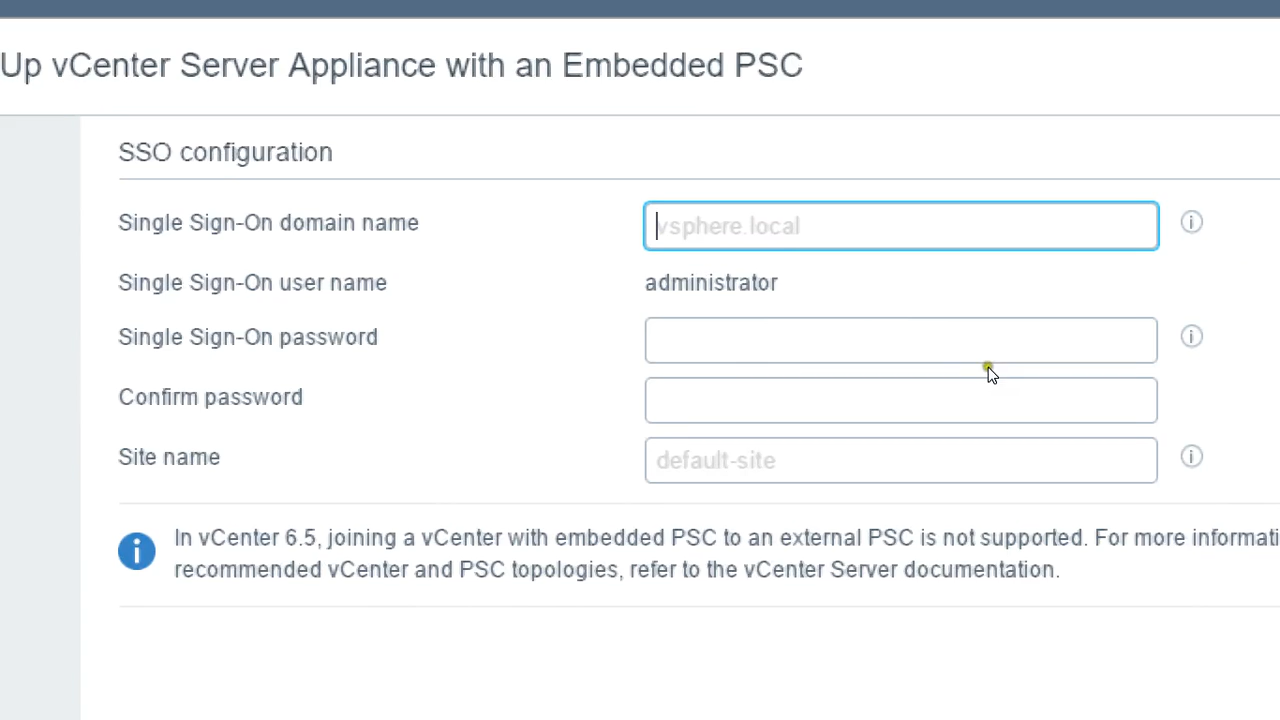 Up vCenter Server Appliance with an Embedded PSC
SSO configuration
Single Sign-On domain name
vsphere.local
Single Sign-On user name
administrator
Single Sign-On password
Confirm password
Site name
default-site
In vCenter 6.5, joining a vCenter with embedded PSC to an external PSC is not supported. For more informati
recommended vCenter and PSC topologies, refer to the vCenter Server documentation.